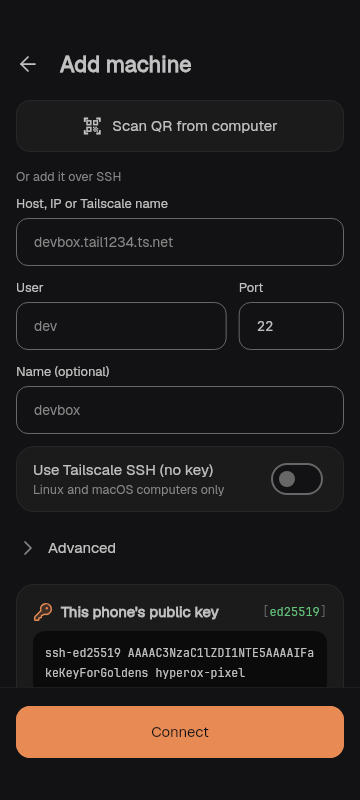 Add machine
Scan QR from computer
Or add it over SSH
Host, IP or Tailscale name
devbox.tail1234.ts.net
User
Port
dev
22
Name (optional)
devbox
Use Tailscale SSH (no key)
Linux and macOS computers only
Advanced
This phone's public key
[ed25519]
ssh-ed25519 AAAAC3NzaC1lZDI1NTE5AAAAIFa
keKeyForGoldens hyperox-pixel
Connect